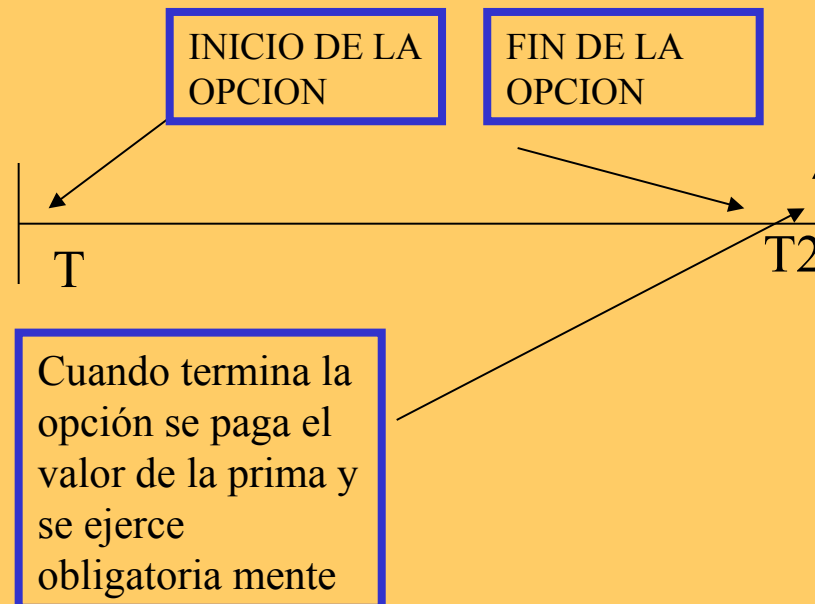 INICIO DE LA
OPCION
FIN DE LA
OPCION
T
T2
Cuando termina la
opción se paga el
valor de la prima y
se ejerce
obligatoria mente